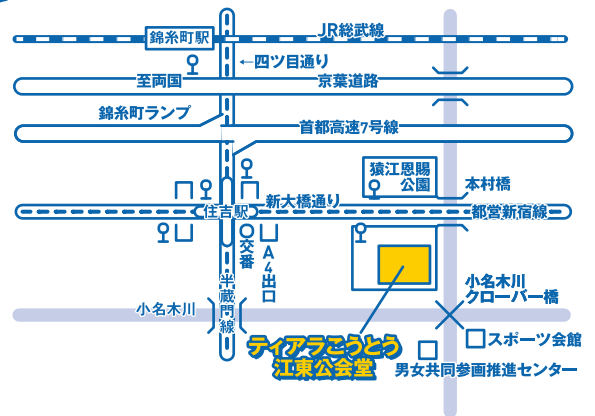 JR総武線
錦糸町駅
←四ツ目通り
至両国
京葉道路
錦糸町ランプ
首都高速7号線
猿江恩賜
公園
本村橋
新大橋通り
住吉駅
都営新宿線
交番
A4出口
半蔵門線
小名木川
小名木川
クローバー橋
ティアラこうとう
江東公会堂
スポーツ会館
男女共同参画推進センター